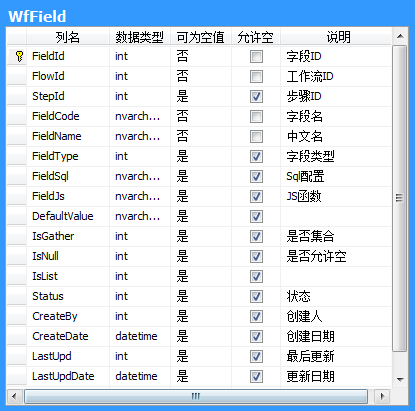 WfField
列名 数据类型 可为空值 允许空 说明
FieldId int 否 字段ID
FlowId int 否 工作流ID
StepId int 是 步骤ID
FieldCode nvarch... 否 字段名
FieldName nvarch... 否 中文名
FieldType int 是 字段类型
FieldSql nvarch... 是 Sql配置
FieldJs nvarch... 是 JS函数
DefaultValue nvarch... 是
IsGather int 是 是否集合
IsNull int 是 是否允许空
IsList int 是
Status int 是 状态
CreateBy int 是 创建人
CreateDate datetime 是 创建日期
LastUpd int 是 最后更新
LastUpdDate datetime 是 更新日期